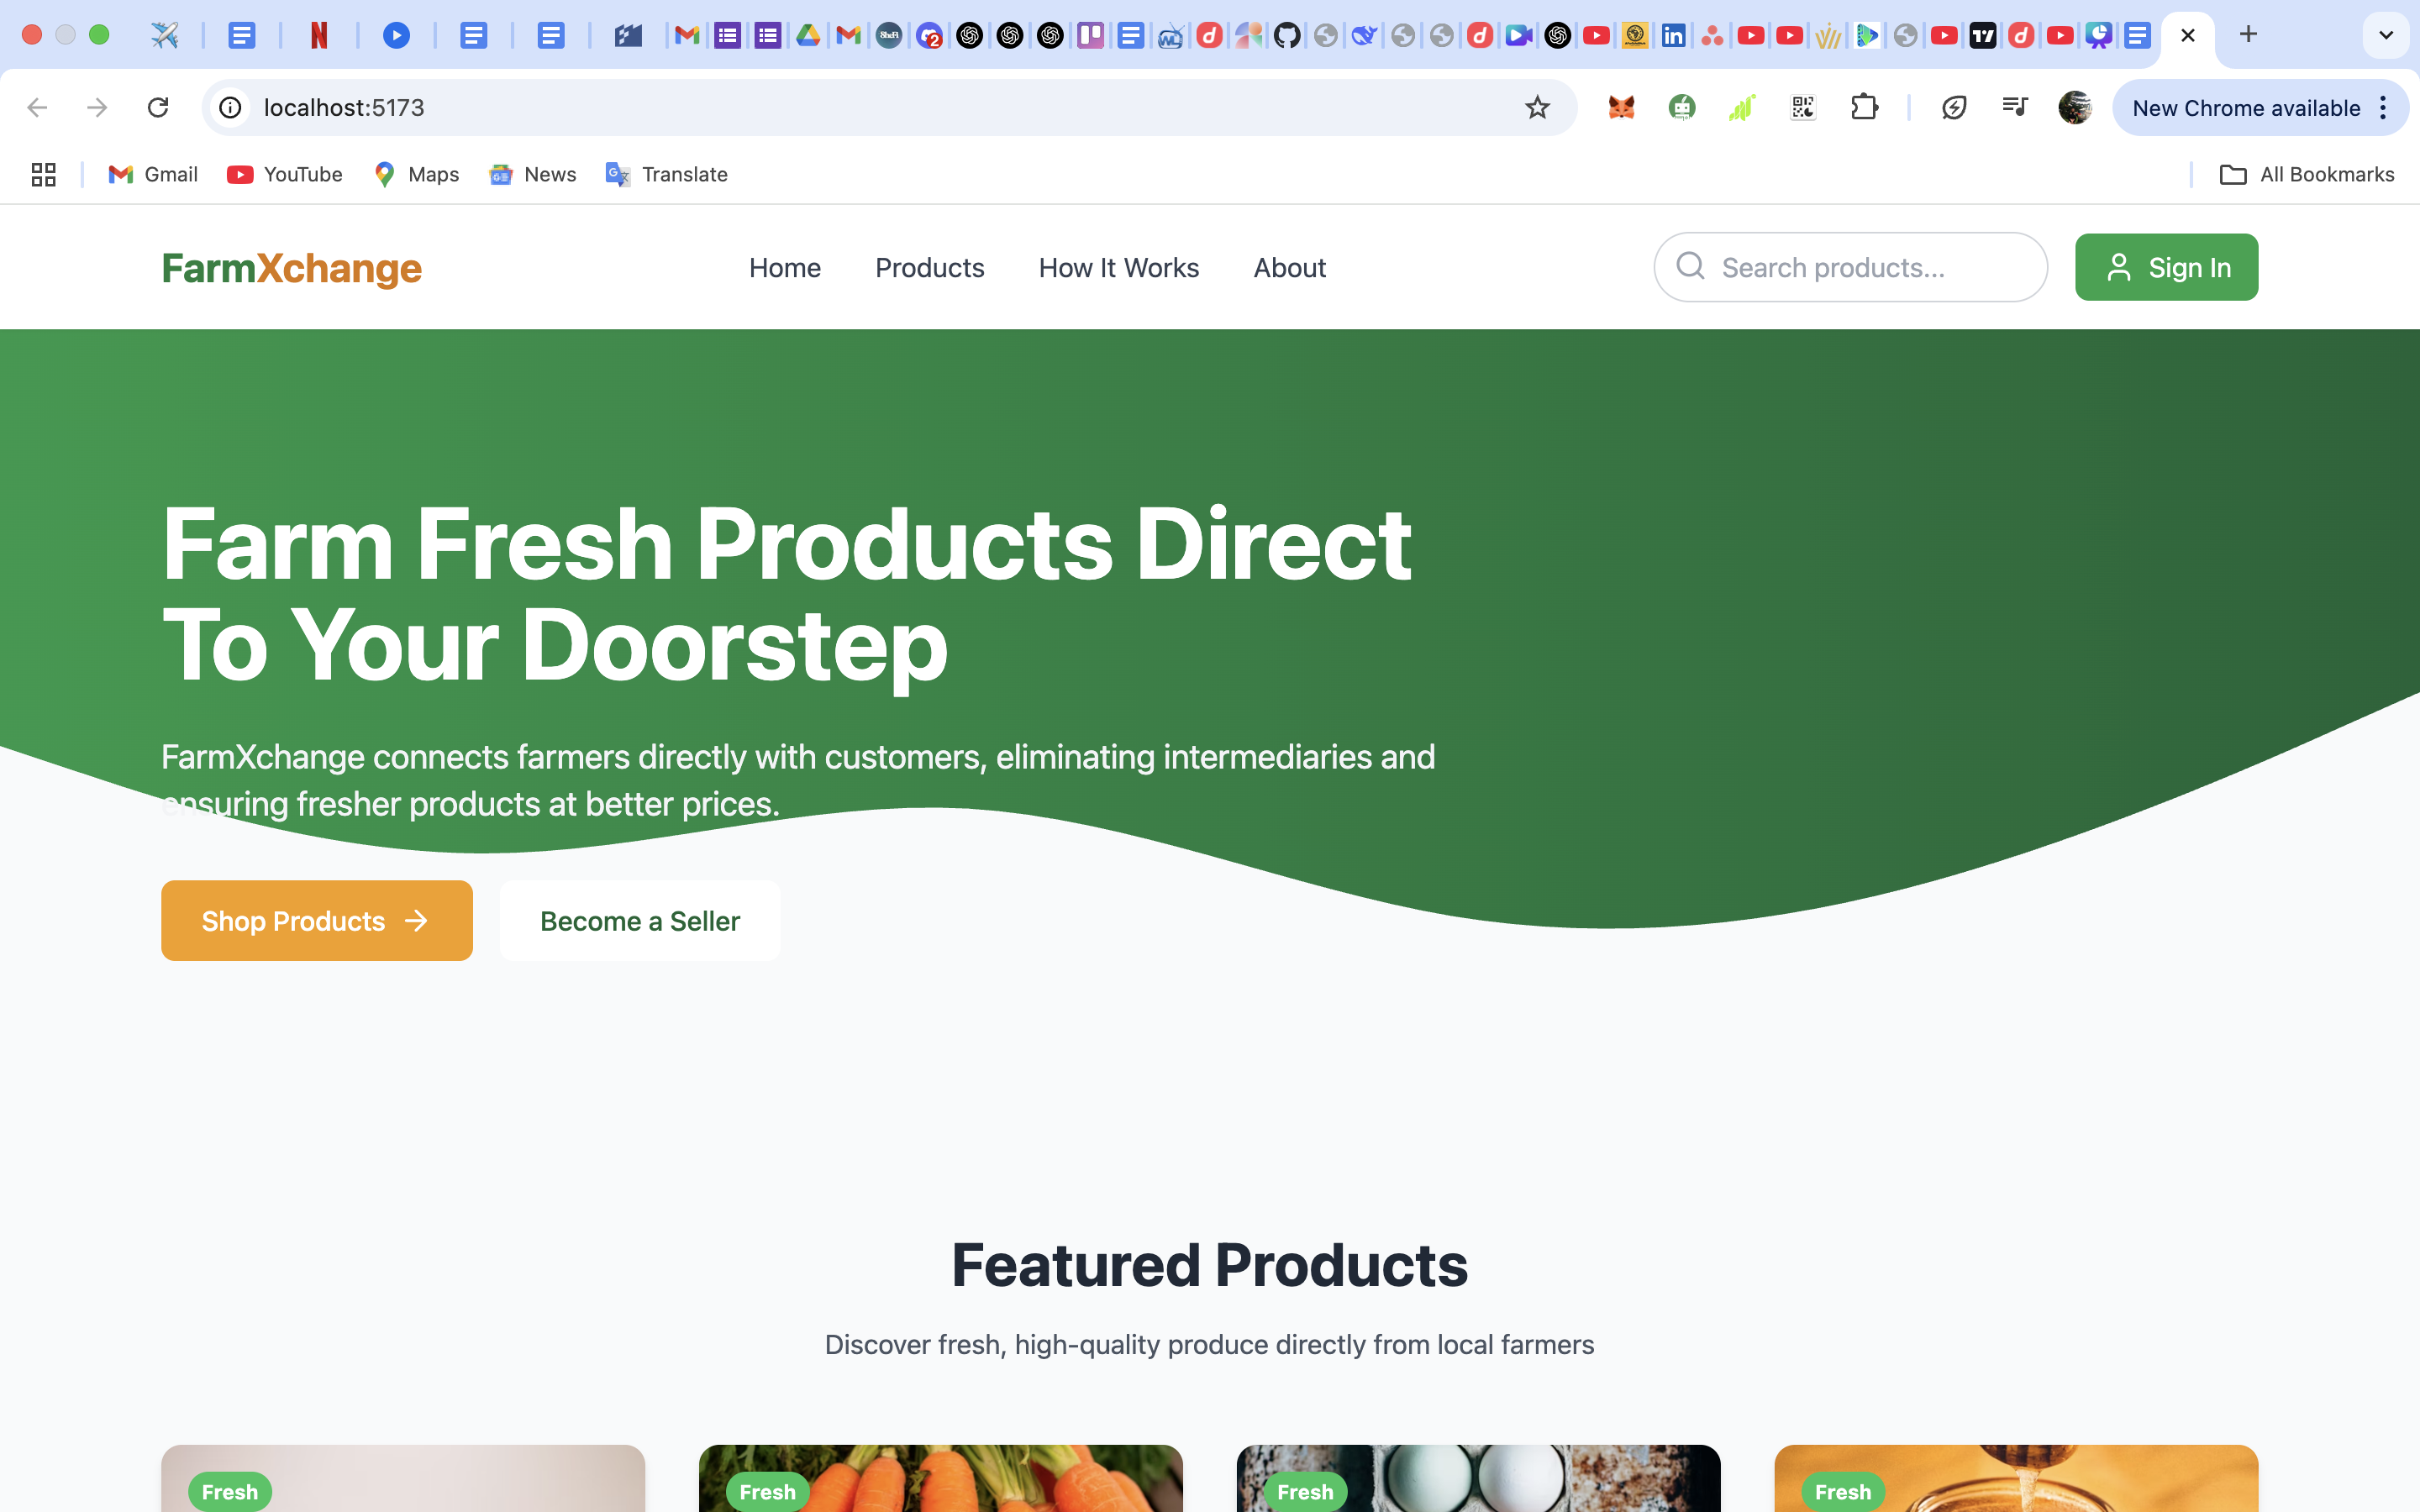 localhost:5173
New Chrome available
Gmail
YouTube
Maps
News
Translate
All Bookmarks
FarmXchange
Home
Products
How It Works
About
Search products...
Sign In
Farm Fresh Products Direct
To Your Doorstep
FarmXchange connects farmers directly with customers, eliminating intermediaries and
ensuring fresher products at better prices.
Shop Products
Become a Seller
Featured Products
Discover fresh, high-quality produce directly from local farmers
Fresh
Fresh
Fresh
Fresh